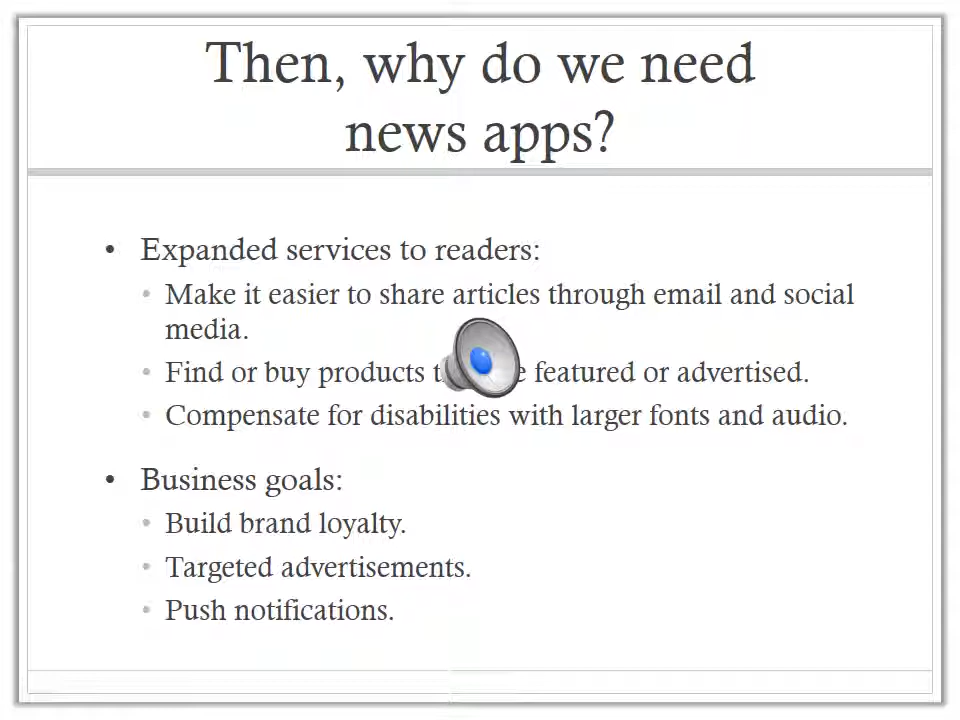 Then, why do we need
news apps?
• Expanded services to readers:
• Make it easier to share articles through email and social
media.
• Find or buy products featured or advertised.
• Compensate for disabilities with larger fonts and audio.
• Business goals:
• Build brand loyalty.
• Targeted advertisements.
• Push notifications.